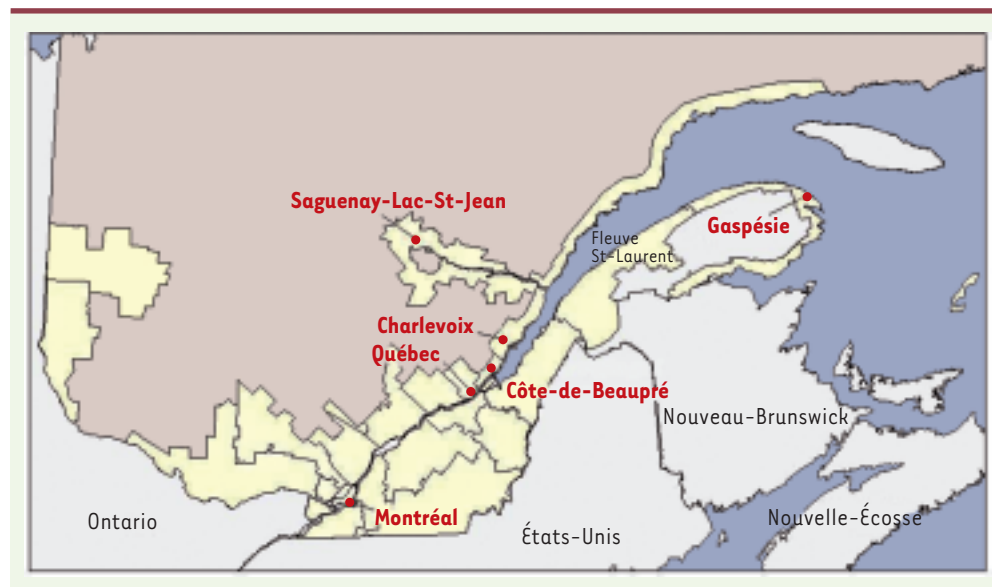 Saguenay-Lac-St-Jean
Gaspésie
Fleuve
St-Laurent
Charlevoix
Québec
Côte-de-Beaupré
Nouveau-Brunswick
Montréal
Ontario
États-Unis
Nouvelle-Écosse